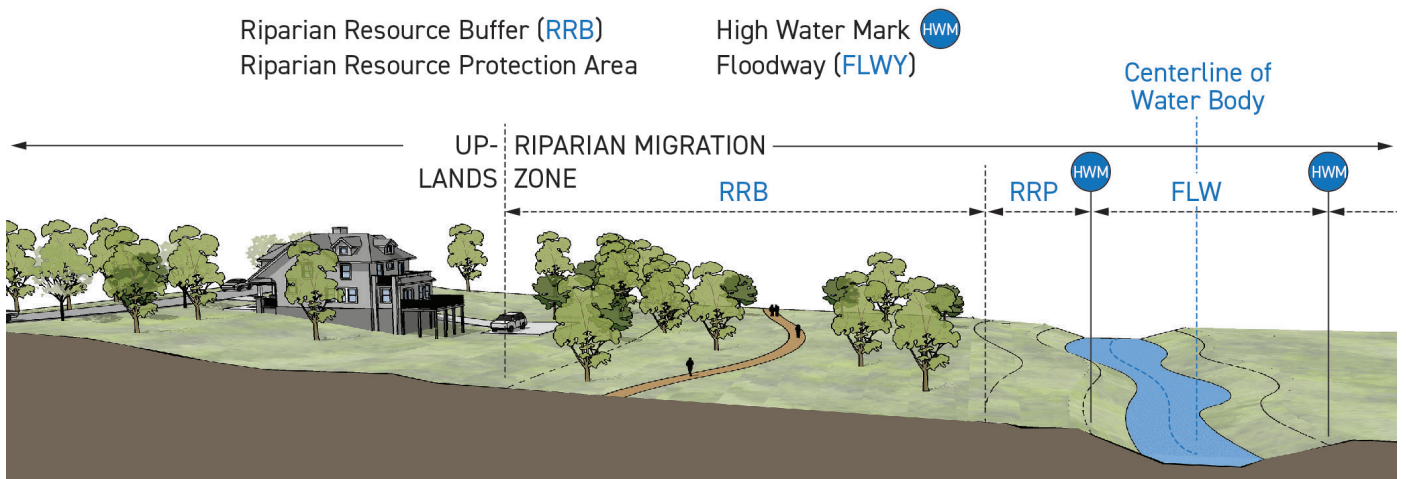 Riparian Resource Buffer (RRB)
Riparian Resource Protection Area
High Water Mark HWM
Floodway (FLWY)
Centerline of
Water Body
UP-
LANDS
RIPARIAN MIGRATION
ZONE
HWM
HWM
RRB
RRP
FLW